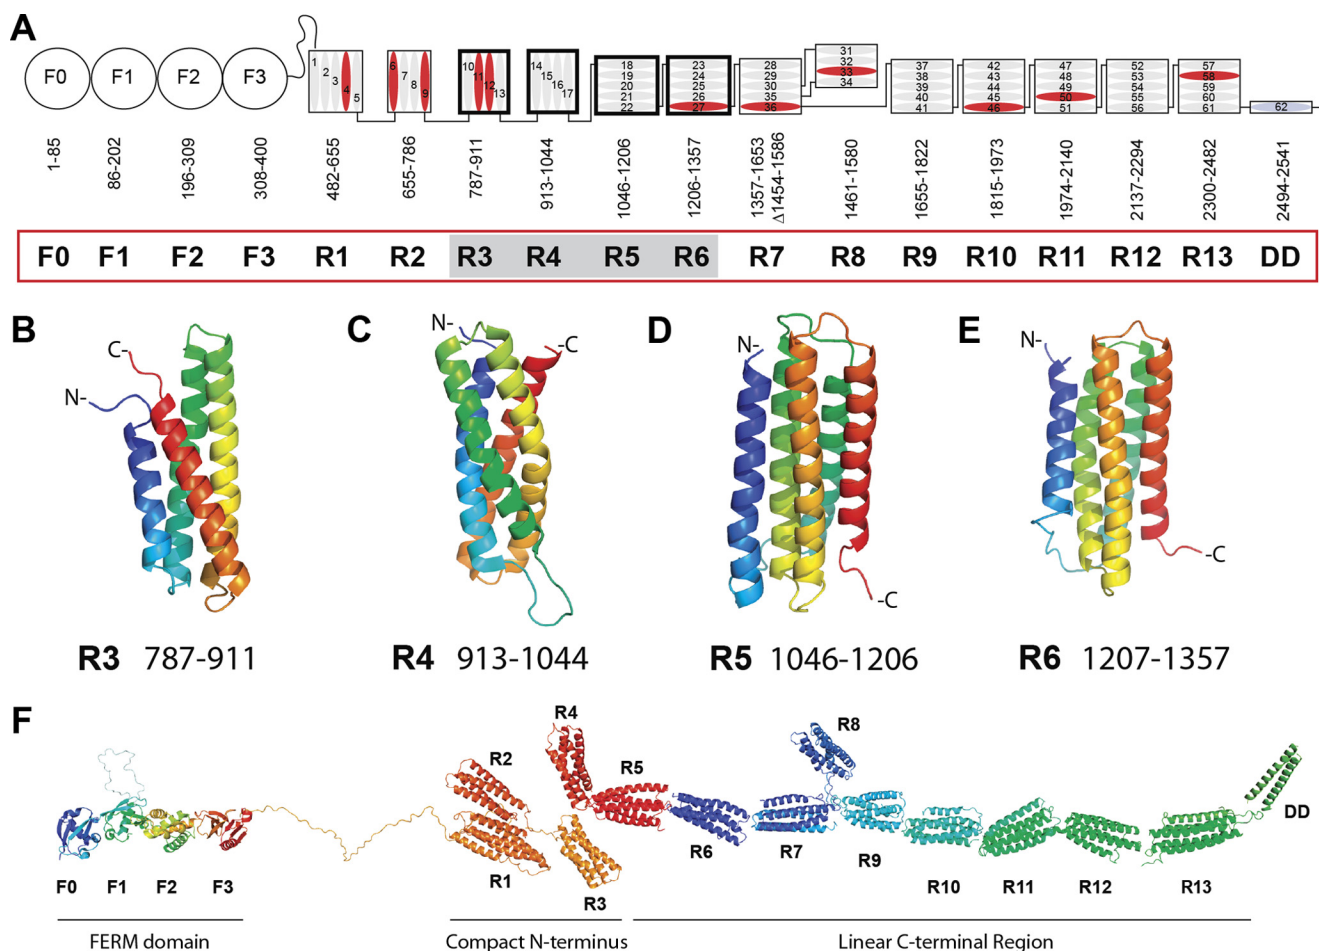 A
F0 F1 F2 F3
1 2 3 4 5
6 7 8 9
10 11 12 13
14 15 16 17
18 19 20 21 22
23 24 25 26 27
28 29 30 35 36
31 32 33 34
37 38 39 40 41
42 43 44 45 46
47 48 49 50 51
52 53 54 55 56
57 58 59 60 61
62
1-85
86-202
196-309
308-400
482-655
655-786
787-911
913-1044
1046-1206
1206-1357
1357-1653
Δ1454-1586
1461-1580
1655-1822
1815-1973
1974-2140
2137-2294
2300-2482
2494-2541
F0 F1 F2 F3 R1 R2 R3 R4 R5 R6 R7 R8 R9 R10 R11 R12 R13 DD
B
C-
N-
R3 787-911
C
N-
-C
R4 913-1044
D
N-
-C
R5 1046-1206
E
N-
-C
R6 1207-1357
F
F0 F1 F2 F3
R1
R2
R3
R4
R5
R6
R7
R8
R9
R10
R11
R12
R13
DD
FERM domain
Compact N-terminus
Linear C-terminal Region